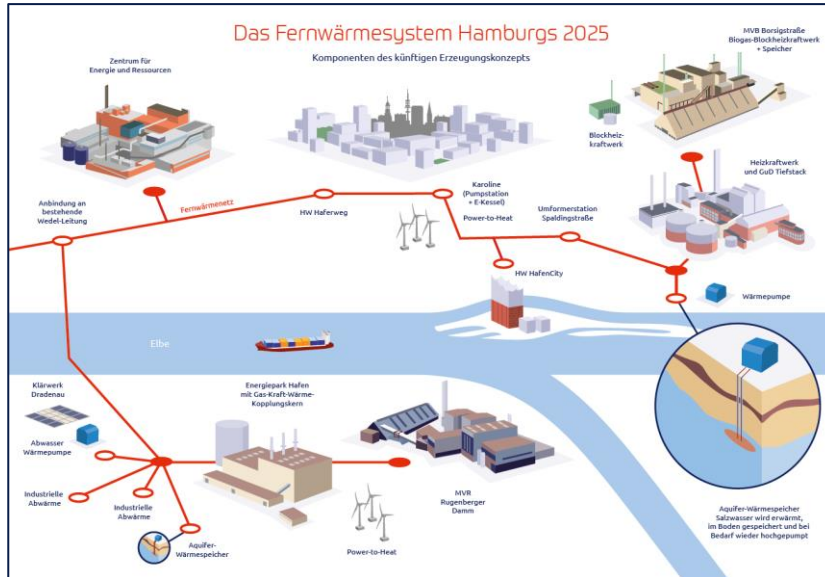 Das Fernwärmesystem Hamburgs 2025
Komponenten des künftigen Erzeugungskonzepts
Zentrum für
Energie und Ressourcen
MVB Borsigstraße
Biogas-Blockheizkraftwerk
+ Speicher
Blockheiz-
kraftwerk
Heizkraftwerk
und GuD Tiefstack
Anbindung an
bestehende
Wedel-Leitung
Fernwärmenetz
HW Haferweg
Karoline
(Pumpstation
+ E-Kessel)
Power-to-Heat
Umformerstation
Spaldingstraße
HW HafenCity
Wärmepumpe
Elbe
Klärwerk
Dradenau
Abwasser
Wärmepumpe
Industrielle
Abwärme
Industrielle
Abwärme
Aquifer-
Wärmespeicher
Energiepark Hafen
mit Gas-Kraft-Wärme-
Kopplungskern
Power-to-Heat
MVR
Rugenberger
Damm
Aquifer-Wärmespeicher
Salzwasser wird erwärmt,
im Boden gespeichert und bei
Bedarf wieder hochgepumpt